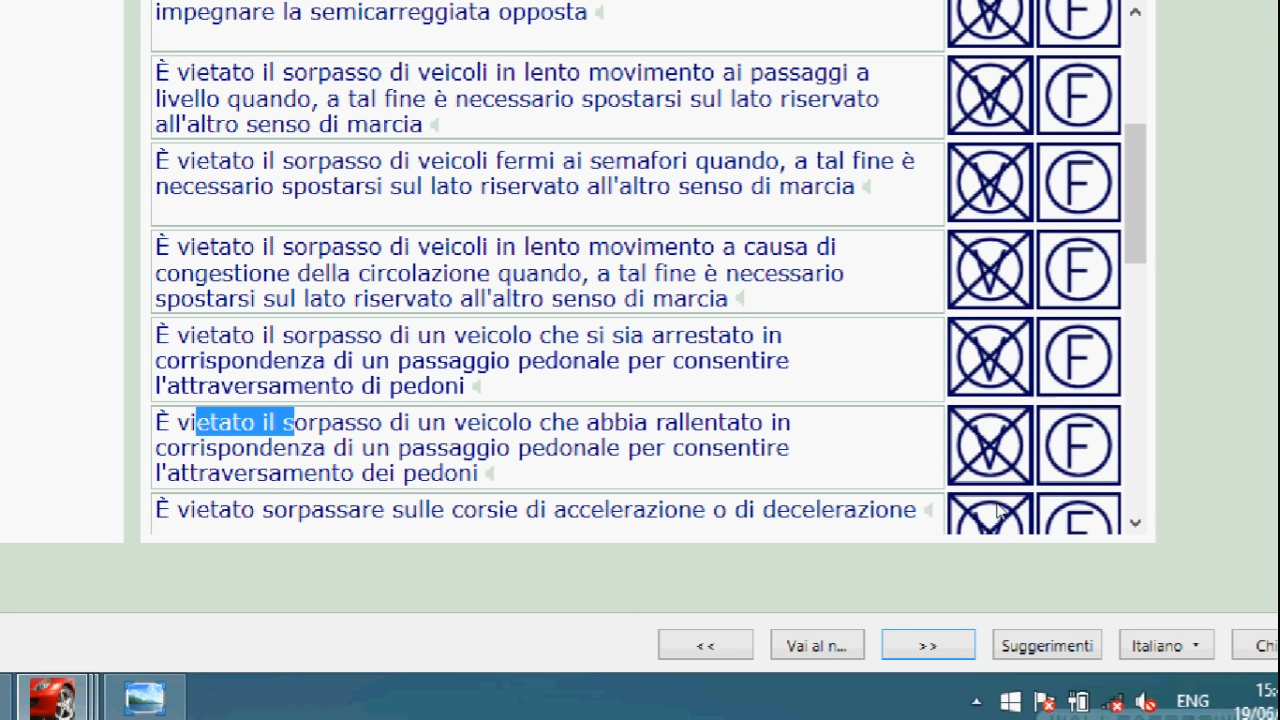 impegnare la semicarreggiata opposta
V F
È vietato il sorpasso di veicoli in lento movimento ai passaggi a
livello quando, a tal fine è necessario spostarsi sul lato riservato
all'altro senso di marcia
V F
È vietato il sorpasso di veicoli fermi ai semafori quando, a tal fine è
necessario spostarsi sul lato riservato all'altro senso di marcia
V F
È vietato il sorpasso di veicoli in lento movimento a causa di
congestione della circolazione quando, a tal fine è necessario
spostarsi sul lato riservato all'altro senso di marcia
V F
È vietato il sorpasso di un veicolo che si sia arrestato in
corrispondenza di un passaggio pedonale per consentire
l'attraversamento di pedoni
V F
È vietato il sorpasso di un veicolo che abbia rallentato in
corrispondenza di un passaggio pedonale per consentire
l'attraversamento dei pedoni
V F
È vietato sorpassare sulle corsie di accelerazione o di decelerazione
V F
<< Vai al n... >> Suggerimenti Italiano Chi
ENG 15:
19/06